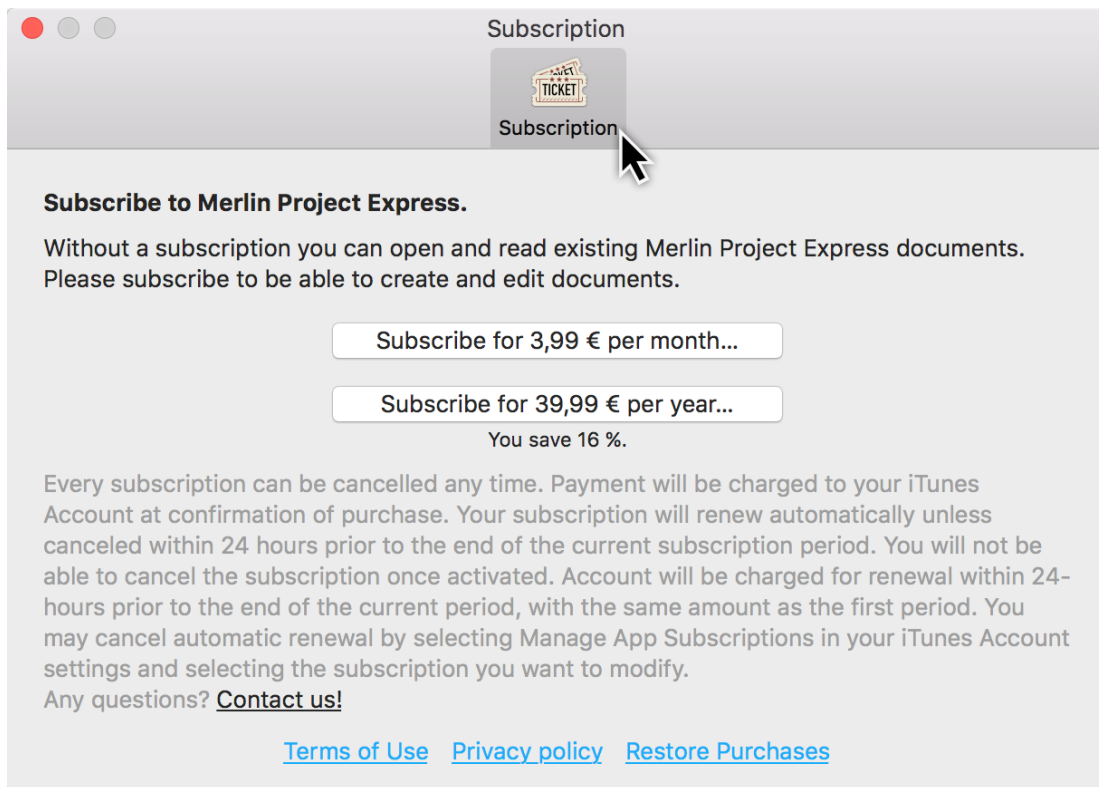 Subscription
TICKET
Subscription
Subscribe to Merlin Project Express.
Without a subscription you can open and read existing Merlin Project Express documents.
Please subscribe to be able to create and edit documents.
Subscribe for 3,99 € per month...
Subscribe for 39,99 € per year...
You save 16 %.
Every subscription can be cancelled any time. Payment will be charged to your iTunes
Account at confirmation of purchase. Your subscription will renew automatically unless
canceled within 24 hours prior to the end of the current subscription period. You will not be
able to cancel the subscription once activated. Account will be charged for renewal within 24-
hours prior to the end of the current period, with the same amount as the first period. You
may cancel automatic renewal by selecting Manage App Subscriptions in your iTunes Account
settings and selecting the subscription you want to modify.
Any questions? Contact us!
Terms of Use Privacy policy Restore Purchases